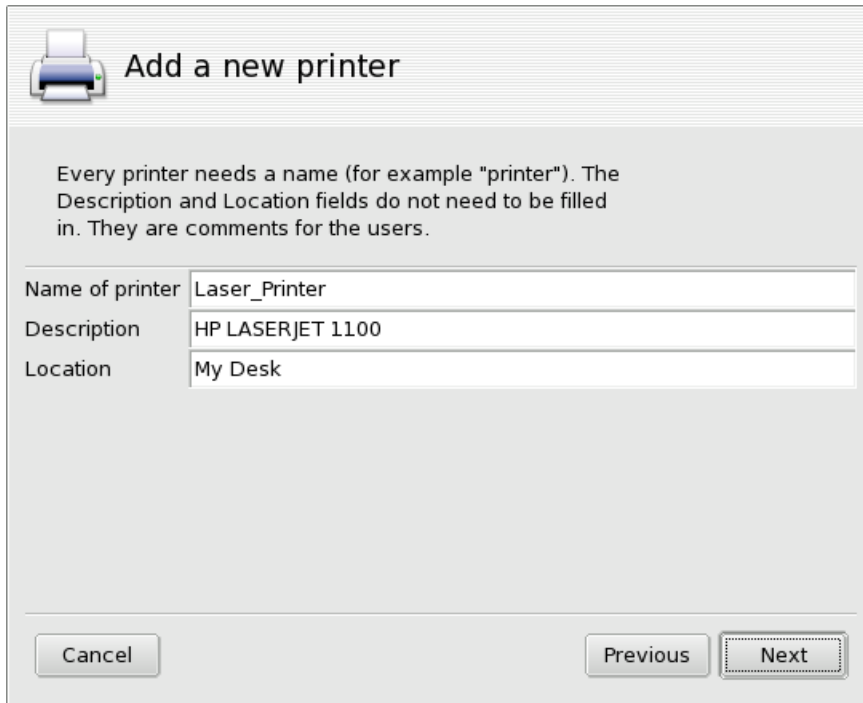 Add a new printer
Every printer needs a name (for example "printer"). The
Description and Location fields do not need to be filled
in. They are comments for the users.
Name of printer Laser_Printer
Description HP LASERJET 1100
Location My Desk
Cancel Previous Next